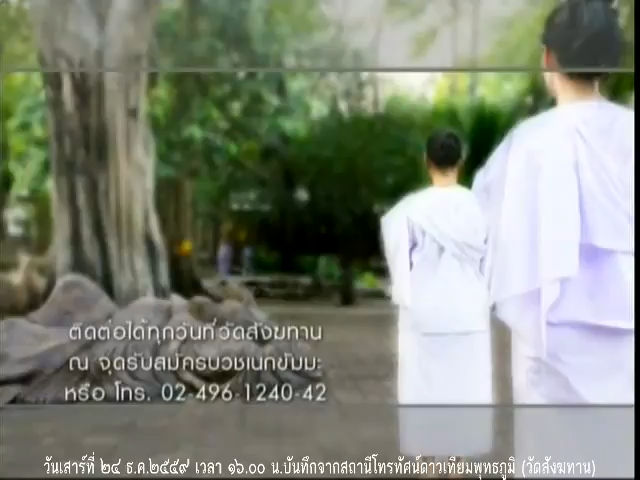 ติดต่อได้ทุกวันที่วัดสังฆทาน
ณ จุดรับสมัครบวชเนกขัมมะ
หรือ โทร. 02-496-1240-42
วันเสาร์ที่ ๒๔ ธ.ค.๒๕๕๙ เวลา ๑๖.๐๐ น.บันทึกจากสถานีโทรทัศน์ดาวเทียมพุทธภูมิ (วัดสังฆทาน)